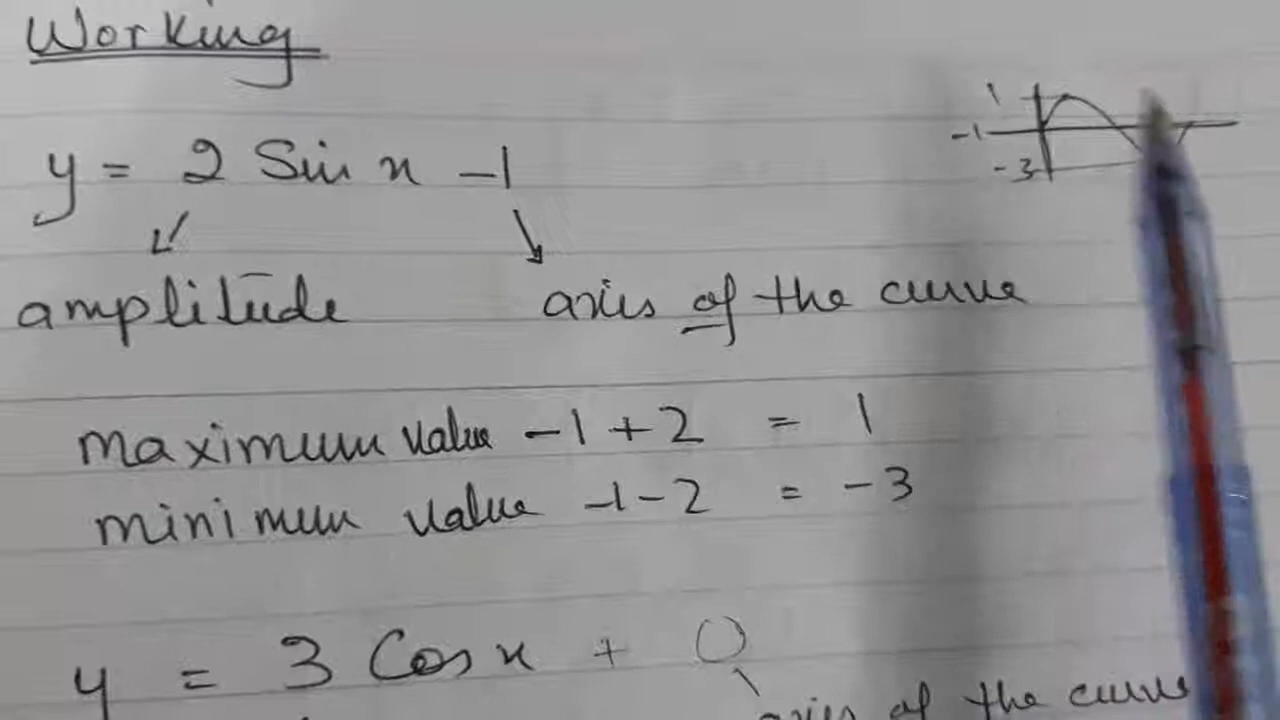 Working
1
-1
-3
y = 2 Sin x -1
amplitude axis of the curve
maximum value -1+2 = 1
minimum value -1-2 = -3
y = 3 Cos x + 0
axis of the curve